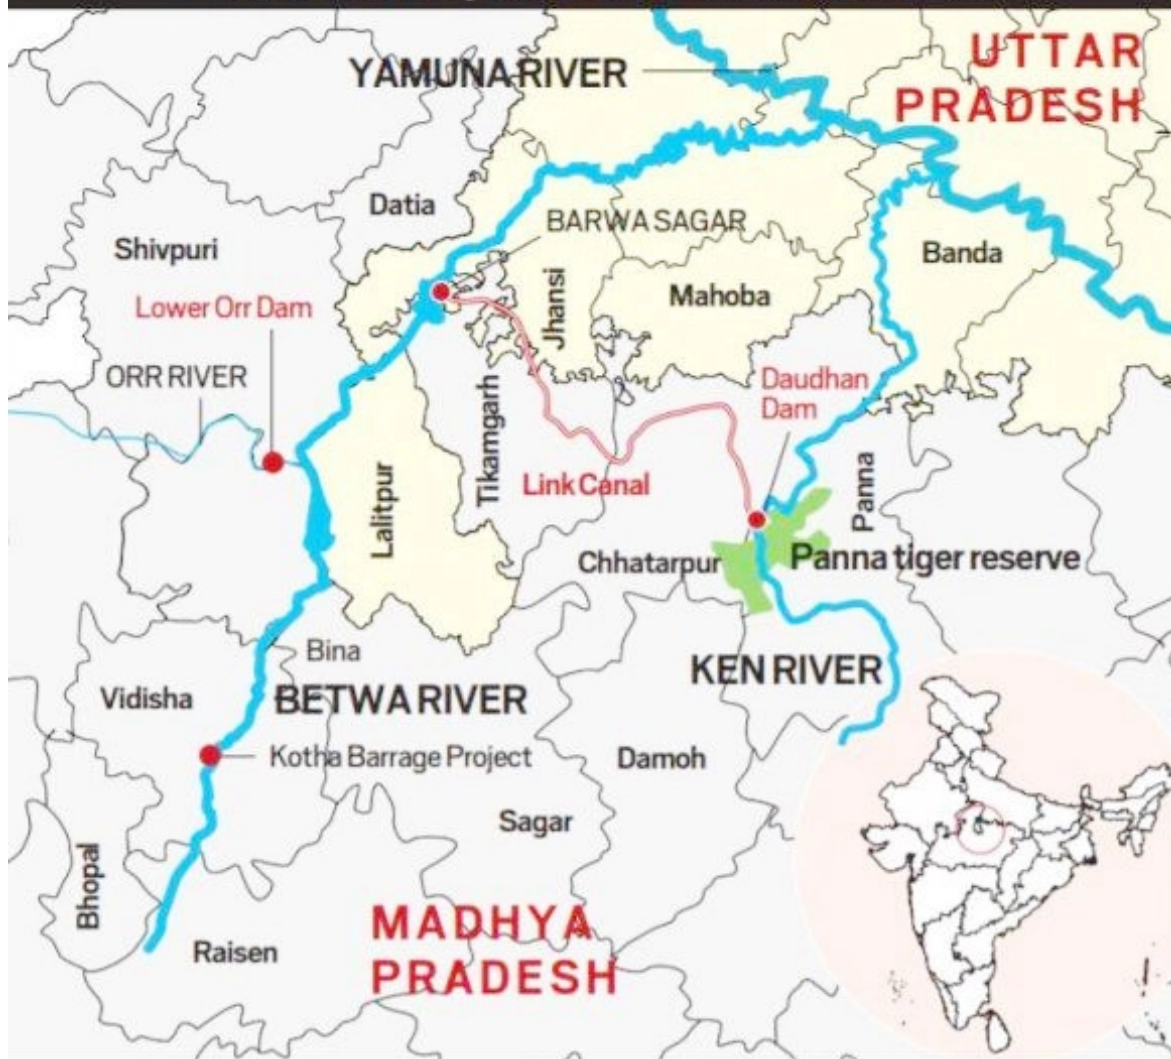 YAMUNA RIVER
UTTAR
PRADESH
Datia
BARWA SAGAR
Shivpuri
Banda
Jhansi
Mahoba
Lower Orr Dam
ORR RIVER
Daudhan
Dam
Tikamgarh
Link Canal
Lalitpur
Panna
Chhatarpur
Panna tiger reserve
Bina
KEN RIVER
Vidisha
BETWA RIVER
Kotha Barrage Project
Damoh
Sagar
Bhopal
MADHYA
PRADESH
Raisen